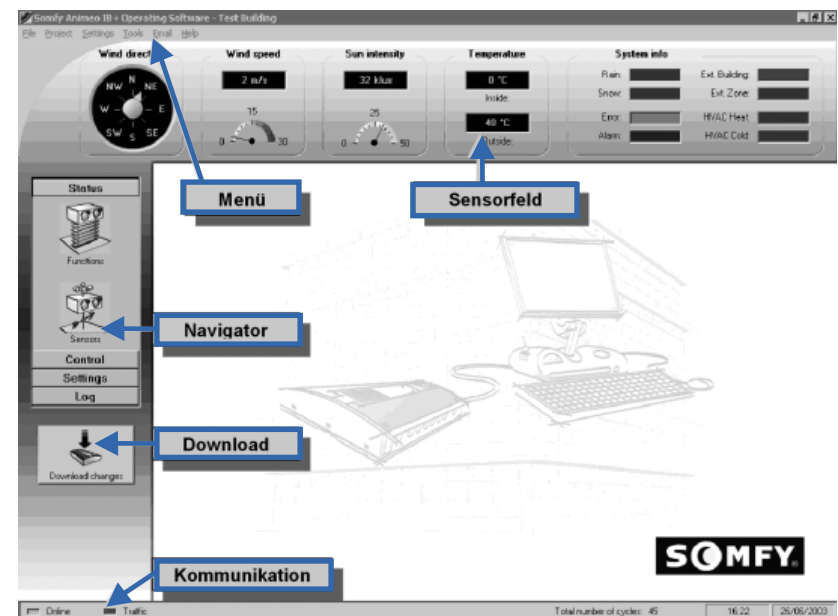 Somfy Animeo IB+ Operating Software - Test Building
File Project Settings Tools Email Help
Wind direct Wind speed Sun intensity Temperature System info
N NE E SE S SW W NW
2 m/s
15
0 30
32 klux
25
0 50
0 °C
Inside:
40 °C
Outside:
Rain: Ext. Building:
Snow: Ext. Zone:
Error: HVAC Heat:
Alarm: HVAC Cold:
Menü
Sensorfeld
Status
Functions
Sensors
Navigator
Control
Settings
Log
Download
Download changes
SOMFY.
Kommunikation
Online Traffic Total number of cycles: 45 16:22 26/06/2003